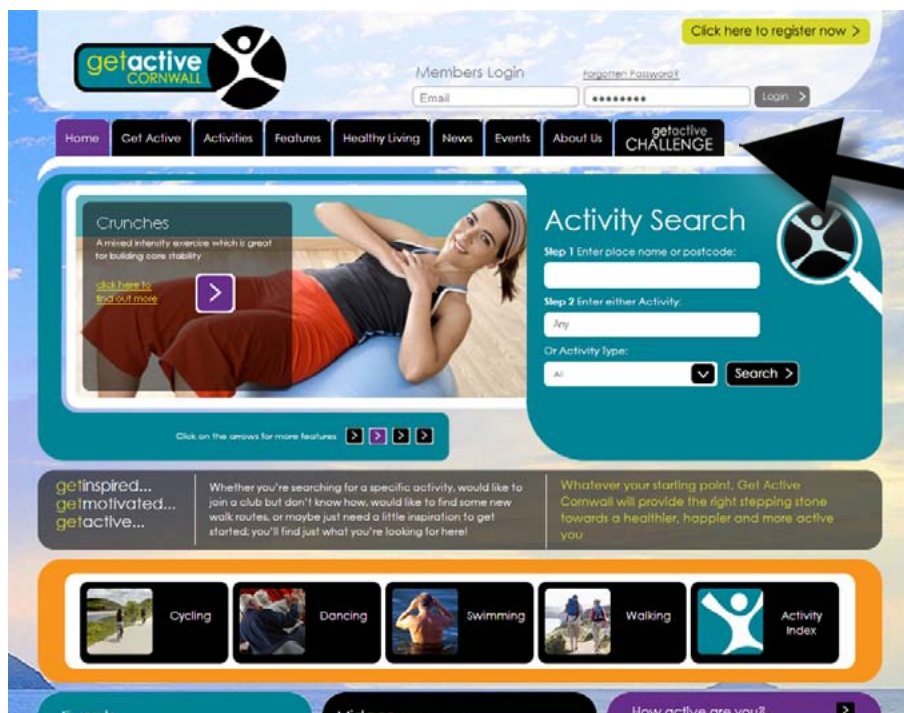 Click here to register now >
getactive
CORNWALL
Members Login
Forgotten Password?
Email
Login >
Home
Get Active
Activities
Features
Healthy Living
News
Events
About Us
getactive
CHALLENGE
Crunches
A mixed intensity exercise which is great
for building core stability
click here to
find out more
Activity Search
Step 1 Enter place name or postcode:
Step 2 Enter either Activity:
Any
Or Activity Type:
All
Search >
Click on the arrows for more features
getinspired...
getmotivated...
getactive...
Whether you're searching for a specific activity, would like to
join a club but don't know how, would like to find some new
walk routes, or maybe just need a little inspiration to get
started; you'll find just what you're looking for here!
Whatever your starting point, Get Active
Cornwall will provide the right stepping stone
towards a healthier, happier and more active
you
Cycling
Dancing
Swimming
Walking
Activity
Index
How active are you?